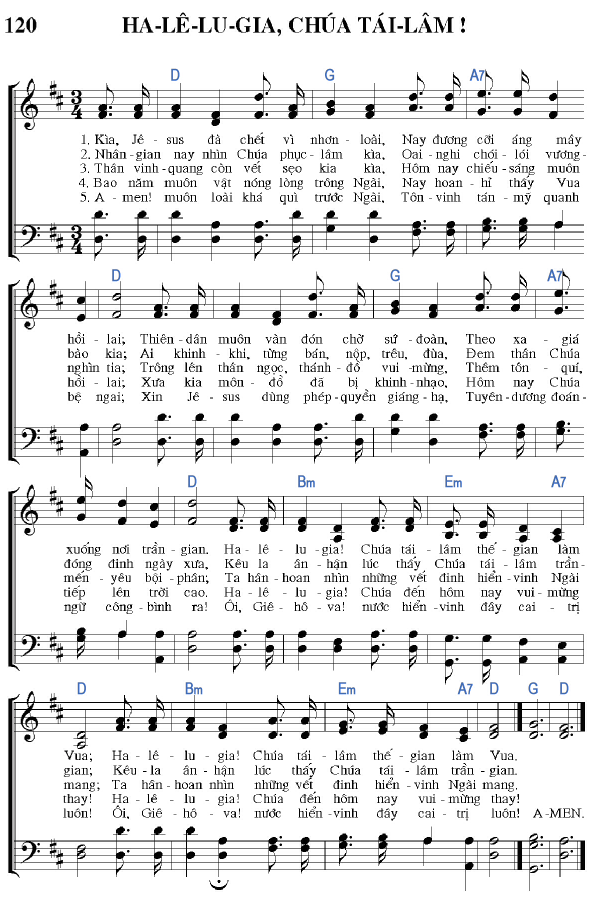 120 HA-LÊ-LU-GIA, CHÚA TÁI-LÂM !
D G A7
3 4
1. Kìa, Jê - sus đà chết vì nhơn - loài, Nay đương cỡi áng mây
2. Nhân - gian nay nhìn Chúa phục - lâm kìa, Oai - nghi chói - lói vương -
3. Thân vinh - quang còn vết sẹo kia kìa, Hôm nay chiếu - sáng muôn
4. Bao năm muôn vật nóng lòng trông Ngài, Nay hoan - hỉ thấy Vua
5. A - men! muôn loài khá quì trước Ngài, Tôn - vinh tán - mỹ quanh
3 4
D G A7
hồi - lai; Thiên - dân muôn vàn đón chờ sứ - đoàn, Theo xa - giá
bào kia; Ai khinh - khi, từng bán, nộp, trêu, đùa, Đem thân Chúa
nghìn tia; Trông lên thân ngọc, thánh - đồ vui - mừng, Thêm tôn - quí,
hồi - lai; Xưa kia môn - đồ đã bị khinh - nhạo, Hôm nay Chúa
bệ ngai; Xin Jê - sus dùng phép - quyền giáng - hạ, Tuyên - dương đoán -
D Bm Em A7
xuống nơi trần - gian. Ha - lê - lu - gia! Chúa tái - lâm thế - gian làm
đóng đinh ngày xưa, Kêu la ân - hận lúc thấy Chúa tái - lâm trần -
mến - yêu bội - phần; Ta hân - hoan nhìn những vết đinh hiển - vinh Ngài
tiếp lên trời cao. Ha - lê - lu - gia! Chúa đến hôm nay vui - mừng
ngữ công - bình ra! Ôi, Giê - hô - va! nước hiển - vinh đầy cai - trị
D Bm Em A7 D G D
Vua; Ha - lê - lu - gia! Chúa tái - lâm thế - gian làm Vua.
gian; Kêu - la ân - hận lúc thấy Chúa tái - lâm trần - gian.
mang; Ta hân - hoan nhìn những vết đinh hiển - vinh Ngài mang.
thay! Ha - lê - lu - gia! Chúa đến hôm nay vui - mừng thay!
luôn! Ôi, Giê - hô - va! nước hiển - vinh đầy cai - trị luôn! A -MEN.